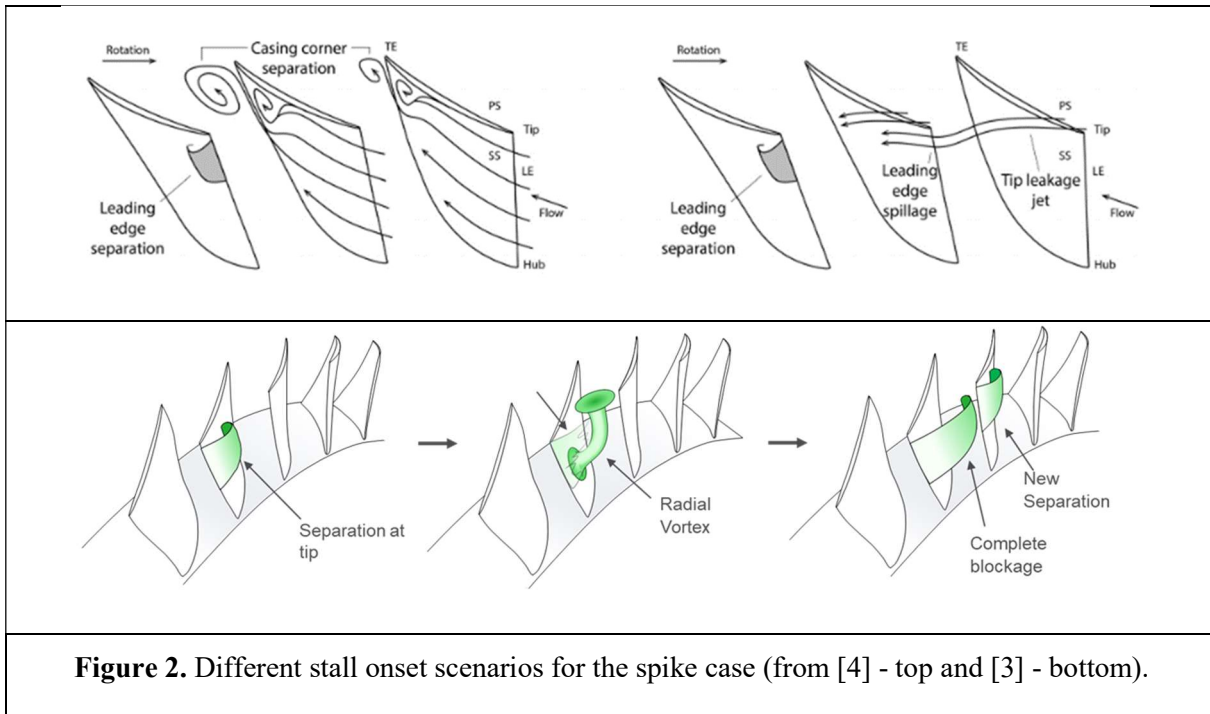 Rotation
Casing corner
separation
TE
PS
Tip
SS
LE
Flow
Hub
Leading
edge
separation
Rotation
TE
PS
Tip
SS
LE
Leading
edge
spillage
Tip leakage
jet
Flow
Hub
Leading
edge
separation
Separation at
tip
Radial
Vortex
New
Separation
Complete
blockage
Figure 2. Different stall onset scenarios for the spike case (from [4] - top and [3] - bottom).